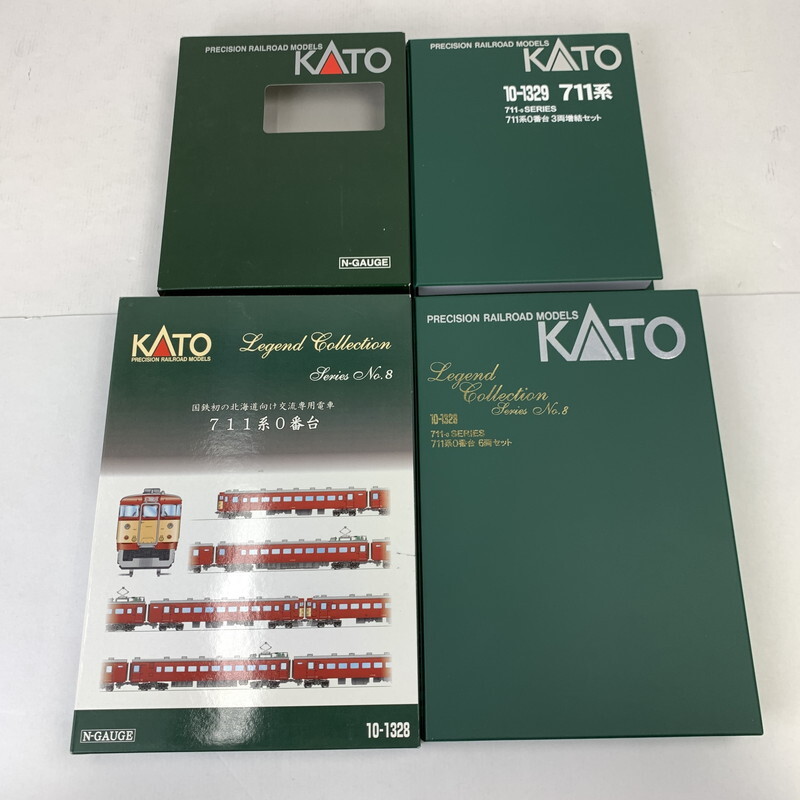 PRECISION RAILROAD MODELS
KATO
N-GAUGE
PRECISION RAILROAD MODELS
KATO
10-1329 711系
711-0 SERIES
711系0番台 3両増結セット
KATO
PRECISION RAILROAD MODELS
Legend Collection
Series No.8
国鉄初の北海道向け交流専用電車
711系0番台
N-GAUGE
10-1328
PRECISION RAILROAD MODELS
KATO
Legend
Collection
Series No.8
10-1328
711-0 SERIES
711系0番台 6両セット